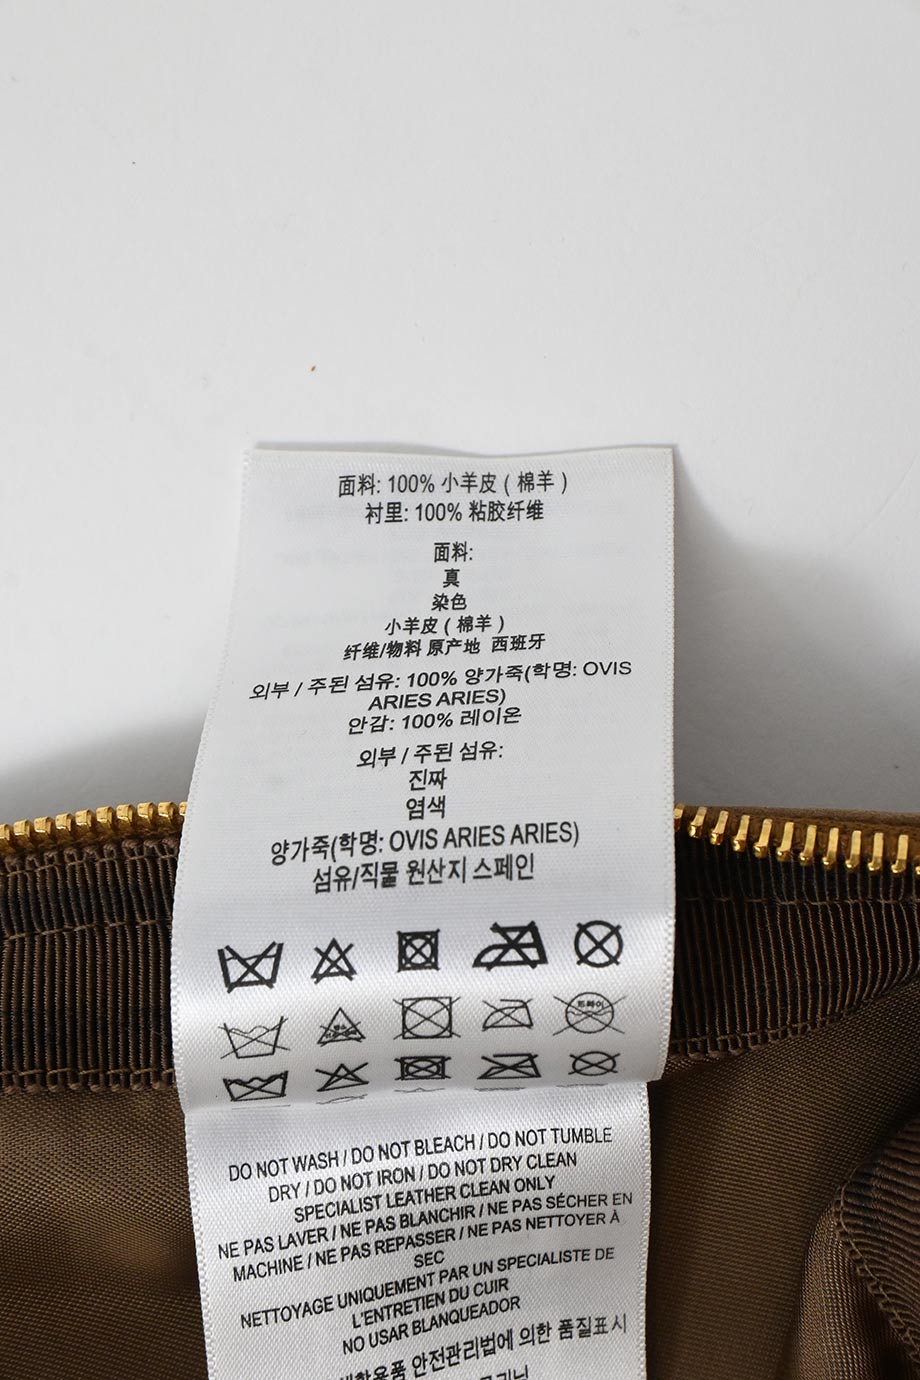 面料: 100% 小羊皮 ( 棉羊 )
衬里: 100% 粘胶纤维
面料:
真
染色
小羊皮 ( 棉羊 )
纤维/物料 原产地 西班牙
외부 / 주된 섬유: 100% 양가죽(학명: OVIS
ARIES ARIES)
안감: 100% 레이온
외부 / 주된 섬유:
진짜
염색
양가죽(학명: OVIS ARIES ARIES)
섬유/직물 원산지 스페인
DO NOT WASH / DO NOT BLEACH / DO NOT TUMBLE
DRY / DO NOT IRON / DO NOT DRY CLEAN
SPECIALIST LEATHER CLEAN ONLY
NE PAS LAVER / NE PAS BLANCHIR / NE PAS SÉCHER EN
MACHINE / NE PAS REPASSER / NE PAS NETTOYER À
SEC
NETTOYAGE UNIQUEMENT PAR UN SPECIALISTE DE
L'ENTRETIEN DU CUIR
NO USAR BLANQUEADOR
안전관리법에 의한 품질표시